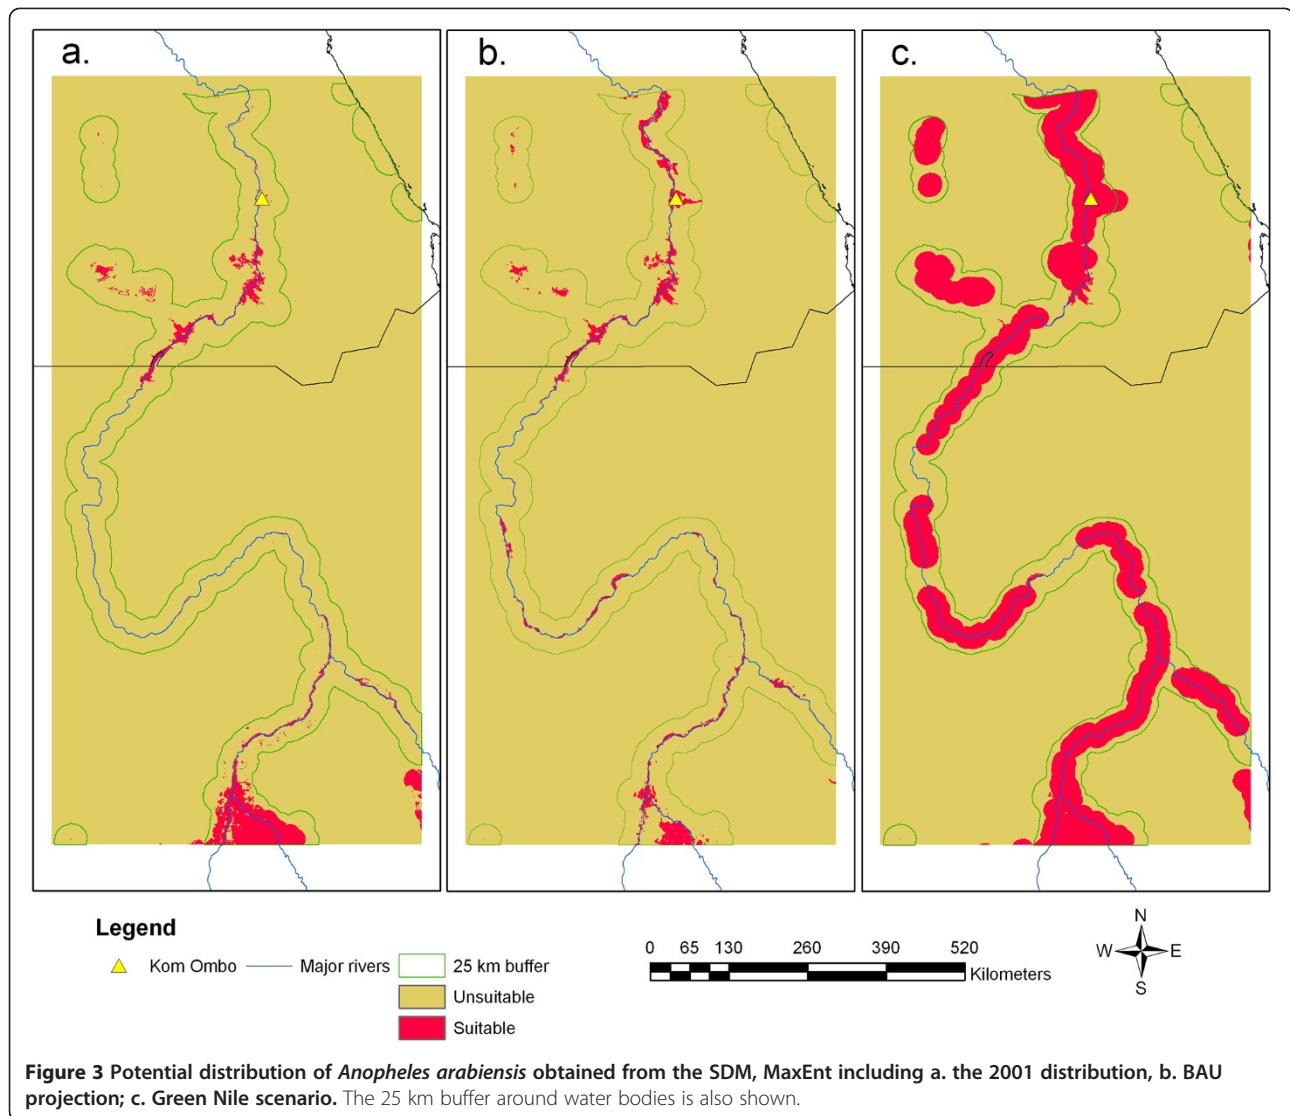 a.
b.
c.
Legend
Kom Ombo
Major rivers
25 km buffer
Unsuitable
Suitable
0 65 130 260 390 520
Kilometers
N
W E
S
Figure 3 Potential distribution of Anopheles arabiensis obtained from the SDM, MaxEnt including a. the 2001 distribution, b. BAU
projection; c. Green Nile scenario. The 25 km buffer around water bodies is also shown.